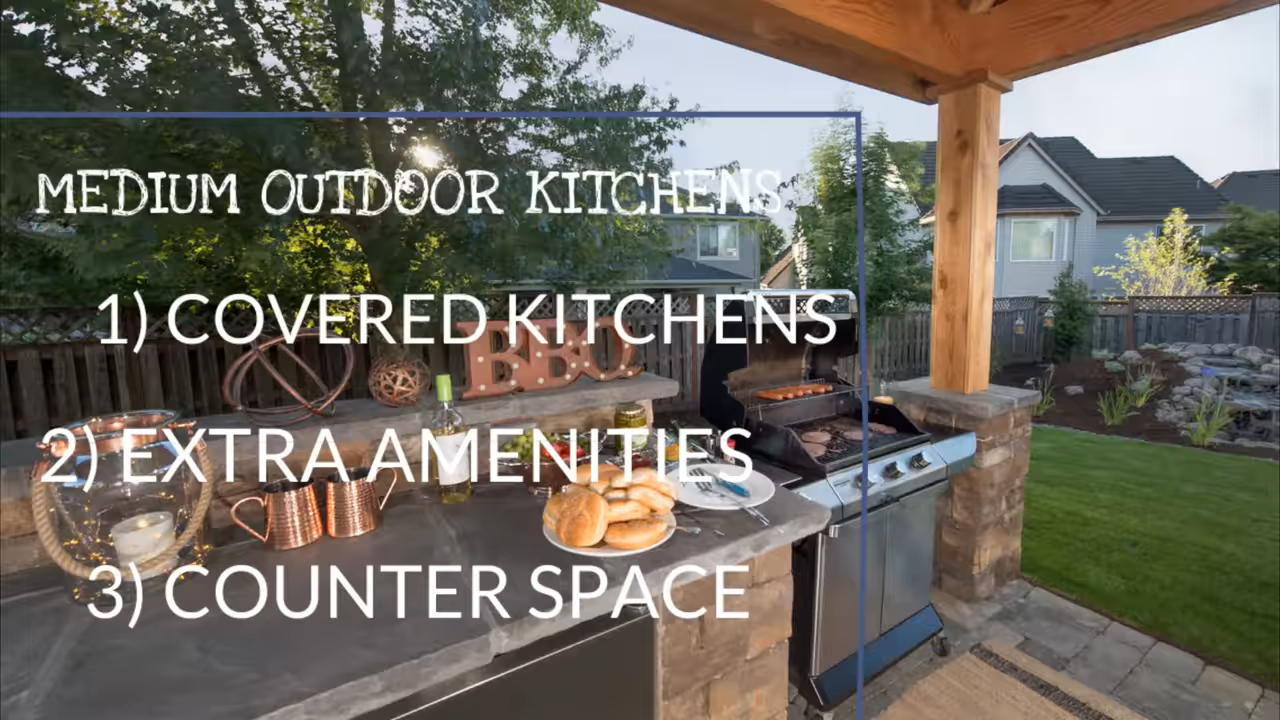 MEDIUM OUTDOOR KITCHENS
1) COVERED KITCHENS
BBQ
2) EXTRA AMENITIES
3) COUNTER SPACE